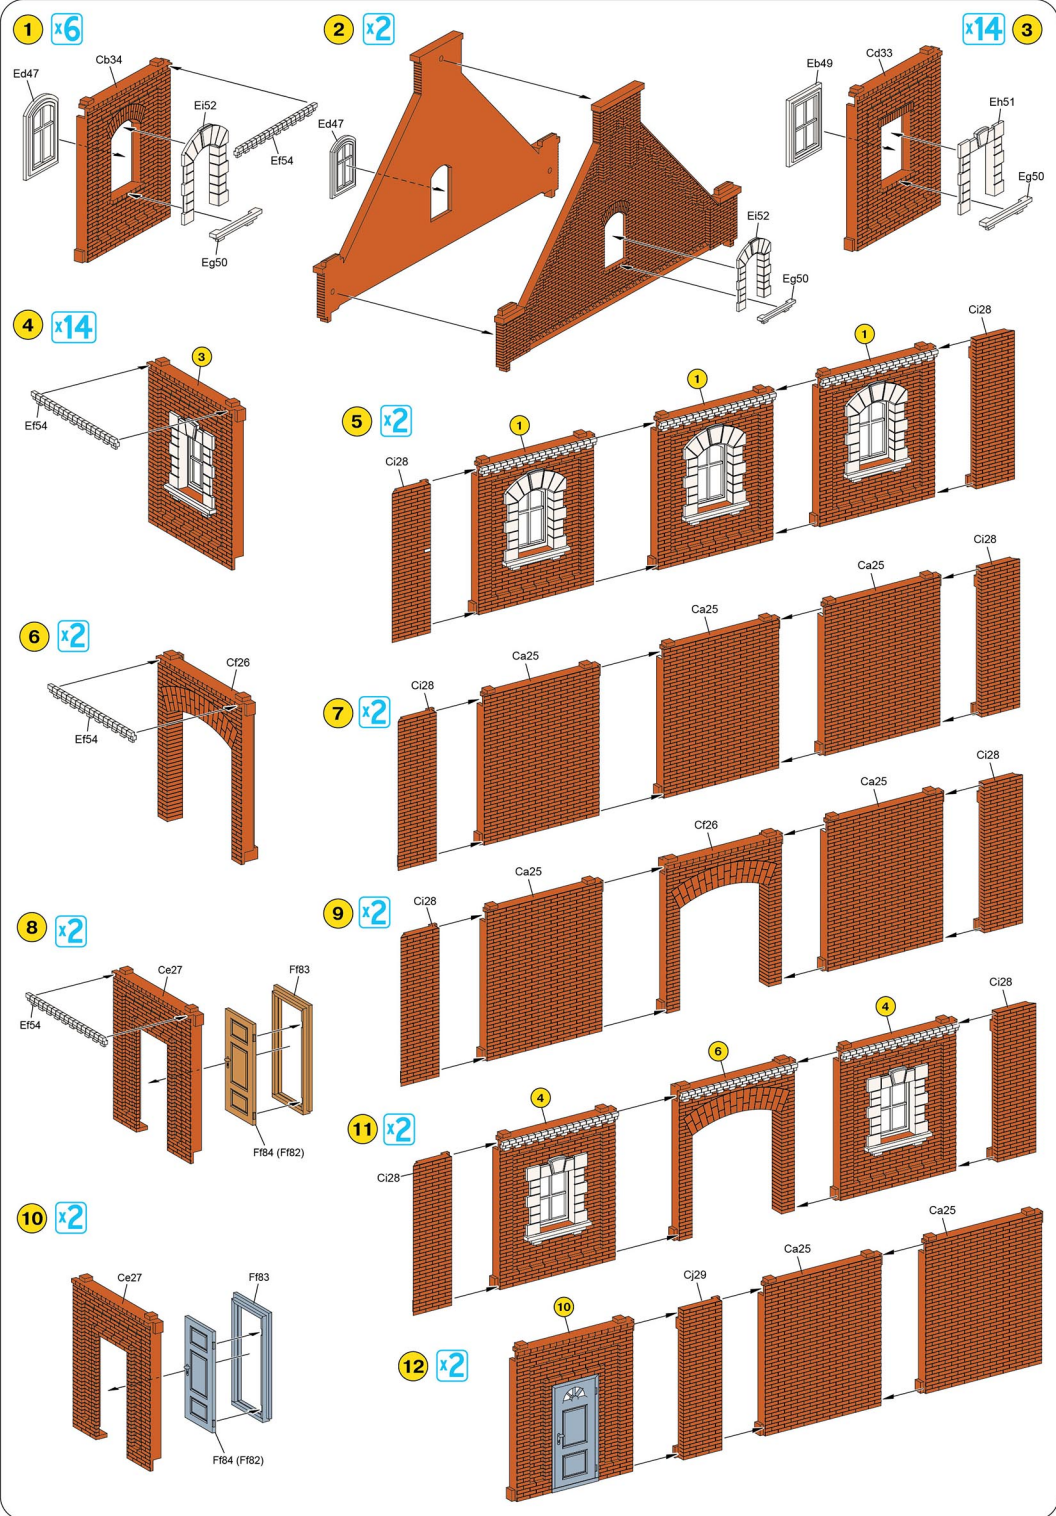 1 x6
Cb34
Ed47
Ei52
Ef54
Eg50
2 x2
Ed47
Ei52
Eg50
x14 3
Cd33
Eb49
Eh51
Eg50
4 x14
3
Ef54
5 x2
Ci28
1
1
1
Ci28
6 x2
Cf26
Ef54
7 x2
Ci28
Ca25
Ca25
Ca25
Ci28
8 x2
Ce27
Ff83
Ef54
Ff84 (Ff82)
9 x2
Ci28
Ca25
Cf26
Ca25
Ci28
10 x2
Ce27
Ff83
Ff84 (Ff82)
11 x2
Ci28
4
6
4
Ci28
12 x2
10
Cj29
Ca25
Ca25